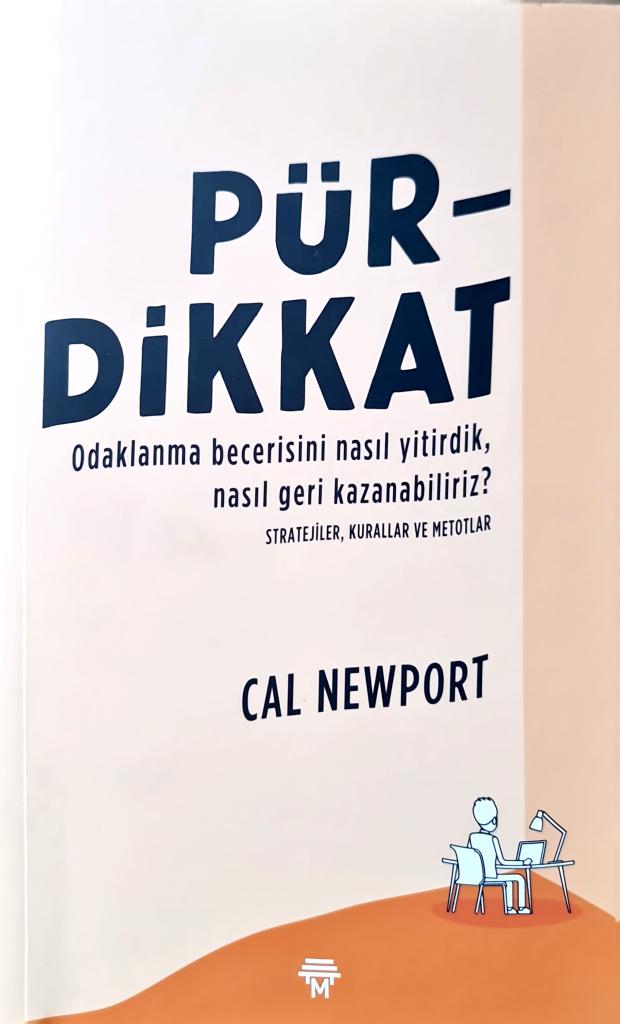 PÜR-
DİKKAT
Odaklanma becerisini nasıl yitirdik,
nasıl geri kazanabiliriz?
STRATEJİLER, KURALLAR VE METOTLAR
CAL NEWPORT
M